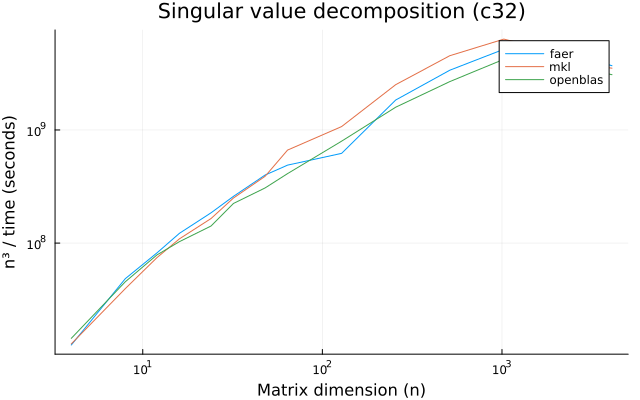 Singular value decomposition (c32)
n³ / time (seconds)
10⁹
10⁸
faer
mkl
openblas
10¹
10²
10³
Matrix dimension (n)